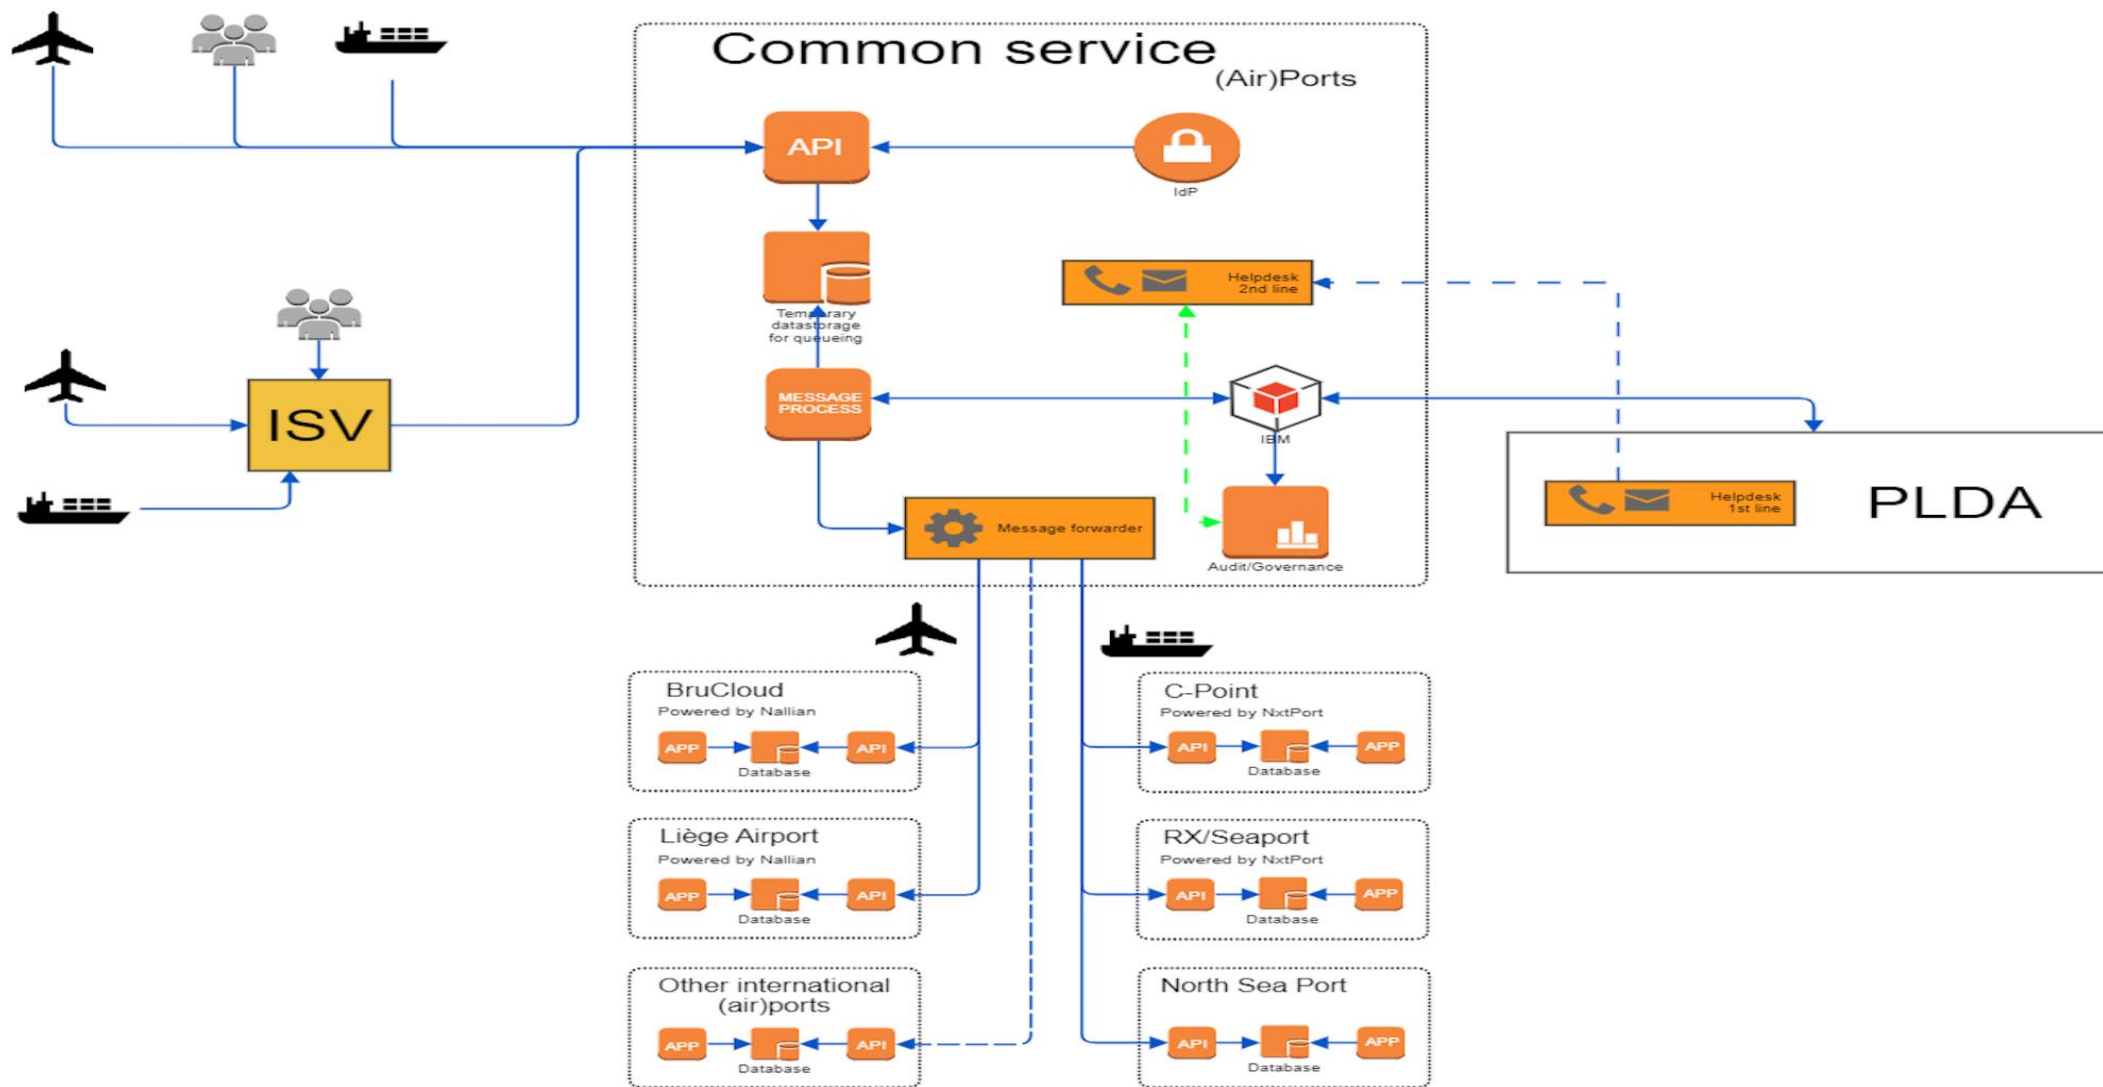 Common service
(Air)Ports
API
IdP
Temporary
datastorage
for queueing
Helpdesk
2nd line
ISV
MESSAGE
PROCESS
IBM
Helpdesk
1st line
PLDA
Message forwarder
Audit/Governance
BruCloud
Powered by Nallian
APP
API
Database
C-Point
Powered by NxtPort
API
APP
Database
Liège Airport
Powered by Nallian
APP
API
Database
RX/Seaport
Powered by NxtPort
API
APP
Database
Other international
(air)ports
APP
API
Database
North Sea Port
API
APP
Database